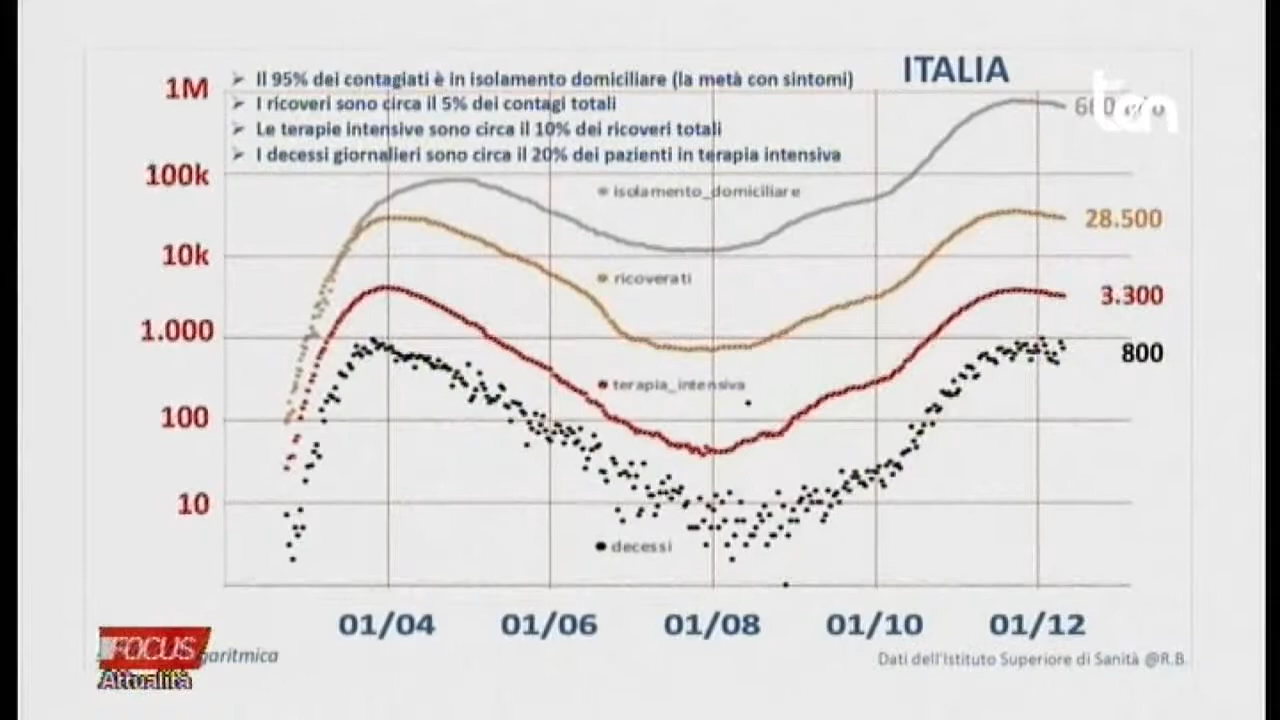 ITALIA
tan
➢ Il 95% dei contagiati è in isolamento domiciliare (la metà con sintomi)
➢ I ricoveri sono circa il 5% dei contagi totali
➢ Le terapie intensive sono circa il 10% dei ricoveri totali
➢ I decessi giornalieri sono circa il 20% dei pazienti in terapia intensiva
1M
100k
isolamento_domiciliare
28.500
10k
ricoverati
3.300
1.000
800
terapia_intensiva
100
10
decessi
01/04 01/06 01/08 01/10 01/12
FOCUS
Attualità
Dati dell'Istituto Superiore di Sanità @R.B.